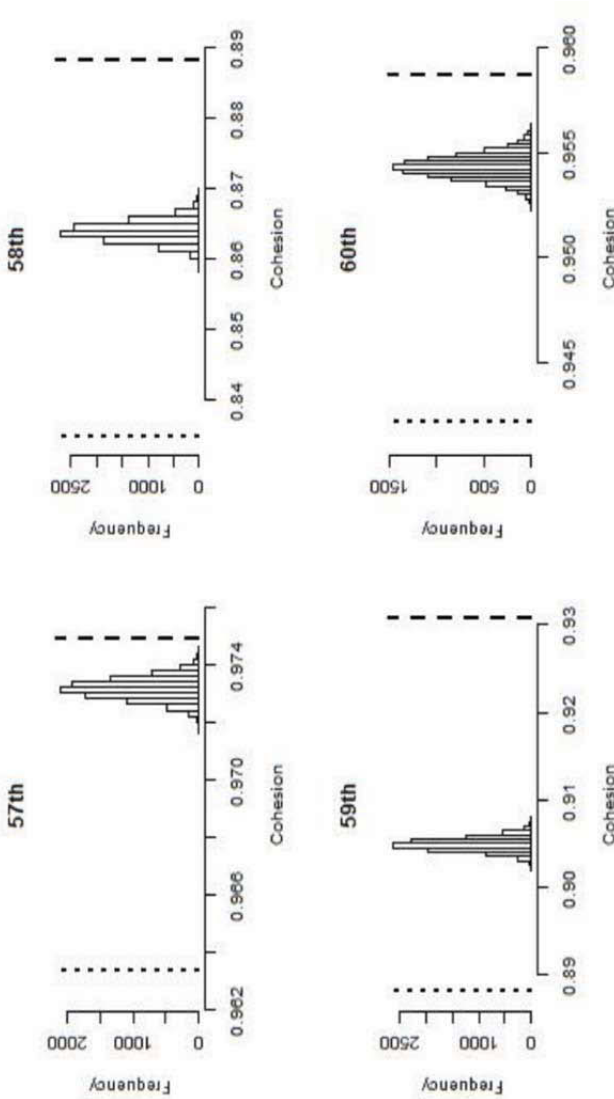 57th
Frequency
2000
1000
0
0.962 0.966 0.970 0.974
Cohesion
58th
Frequency
2500
1000
0
0.84 0.85 0.86 0.87 0.88 0.89
Cohesion
59th
Frequency
2500
1000
0
0.89 0.90 0.91 0.92 0.93
Cohesion
60th
Frequency
1500
500
0
0.945 0.950 0.955 0.960
Cohesion